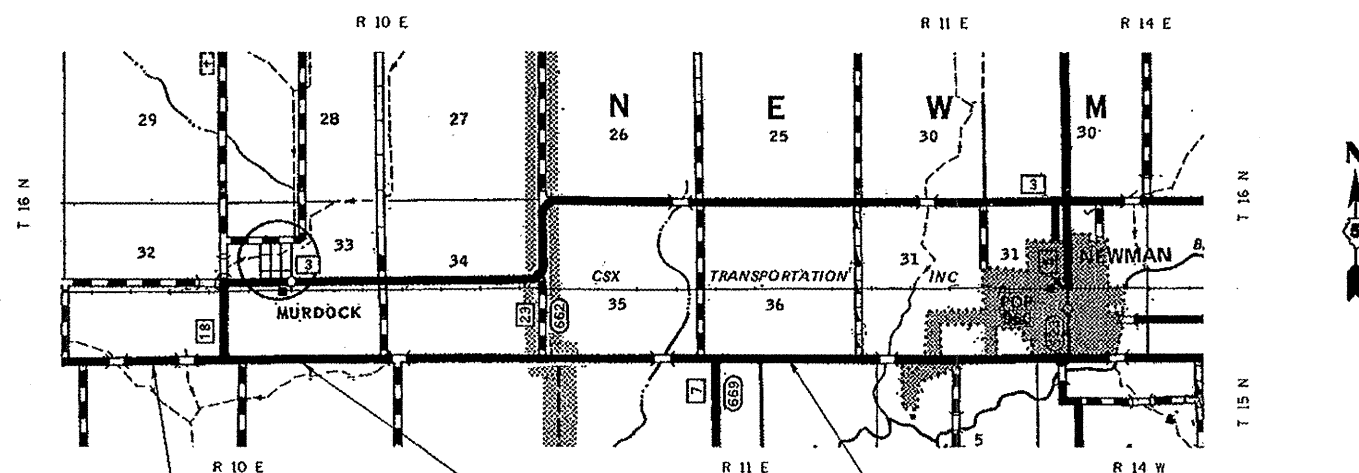 R 10 E R 11 E R 14 E
N E W M
29 28 27 26 25 30 30
T 16 N T 16 N
N
3
32 33 34 31 31 NEWMAN
3
CSX TRANSPORTATION INC
35 36
POP
MURDOCK
18 23 662
7 669
T 15 N
5
R 10 E R 11 E R 14 W